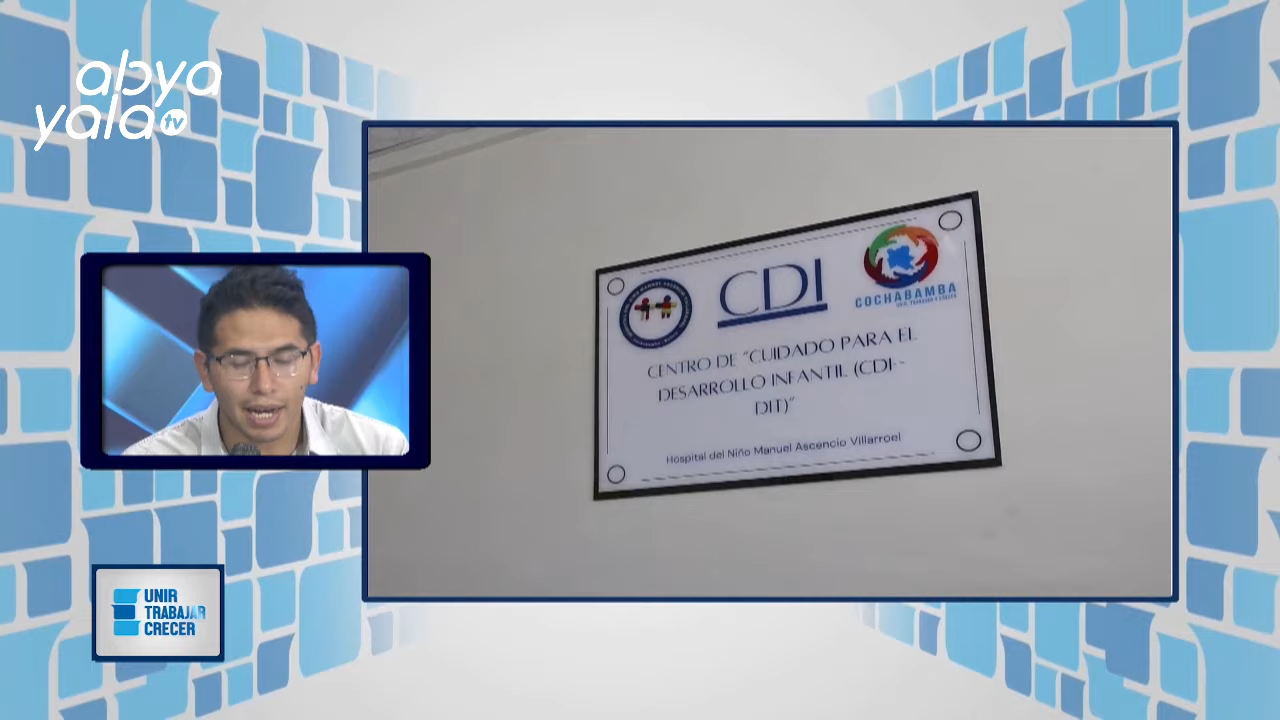 abya
yala tv
CDI
COCHABAMBA
CENTRO DE "CUIDADO PARA EL
DESARROLLO INFANTIL (CDI--
DIT)"
Hospital del Niño Manuel Ascencio Villarroel
UNIR
TRABAJAR
CRECER